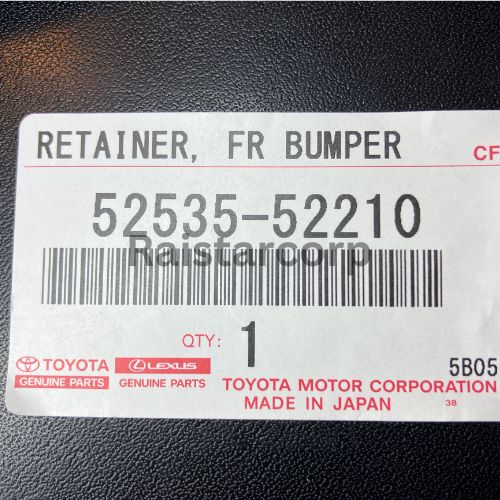 RETAINER, FR BUMPER
CF
52535-52210
Raistarcorp
QTY: 1
TOYOTA
GENUINE PARTS
LEXUS
GENUINE PARTS
5B05
TOYOTA MOTOR CORPORATION
MADE IN JAPAN
38